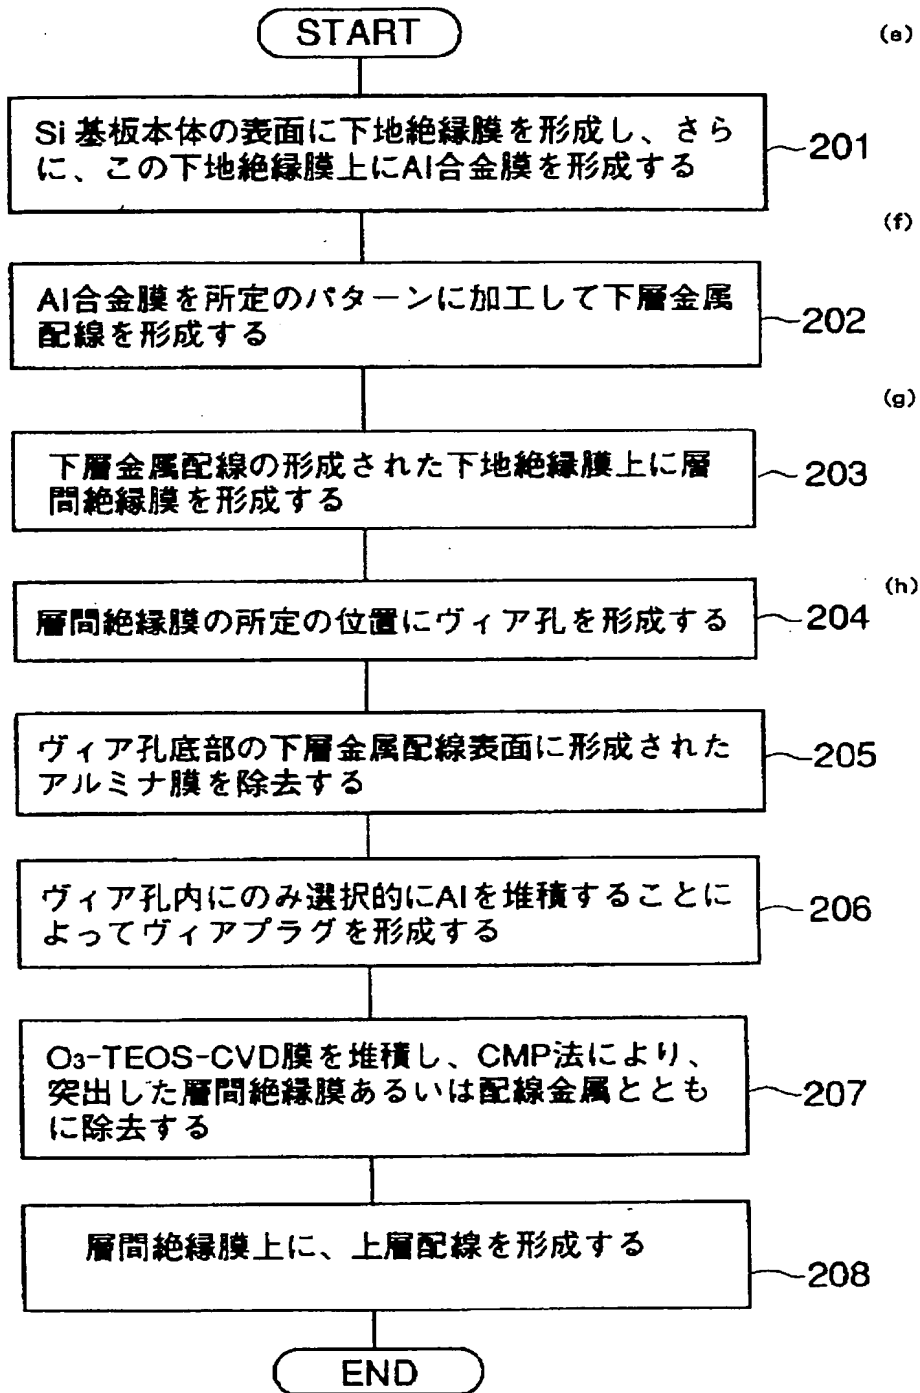 START
(e)
Si 基板本体の表面に下地絶縁膜を形成し、さら
に、この下地絶縁膜上にAl合金膜を形成する
201
(f)
Al合金膜を所定のパターンに加工して下層金属
配線を形成する
202
(g)
下層金属配線の形成された下地絶縁膜上に層
間絶縁膜を形成する
203
(h)
層間絶縁膜の所定の位置にヴィア孔を形成する
204
ヴィア孔底部の下層金属配線表面に形成された
アルミナ膜を除去する
205
ヴィア孔内にのみ選択的にAlを堆積することに
よってヴィアプラグを形成する
206
O3-TEOS-CVD膜を堆積し、CMP法により、
突出した層間絶縁膜あるいは配線金属ととも
に除去する
207
層間絶縁膜上に、上層配線を形成する
208
END